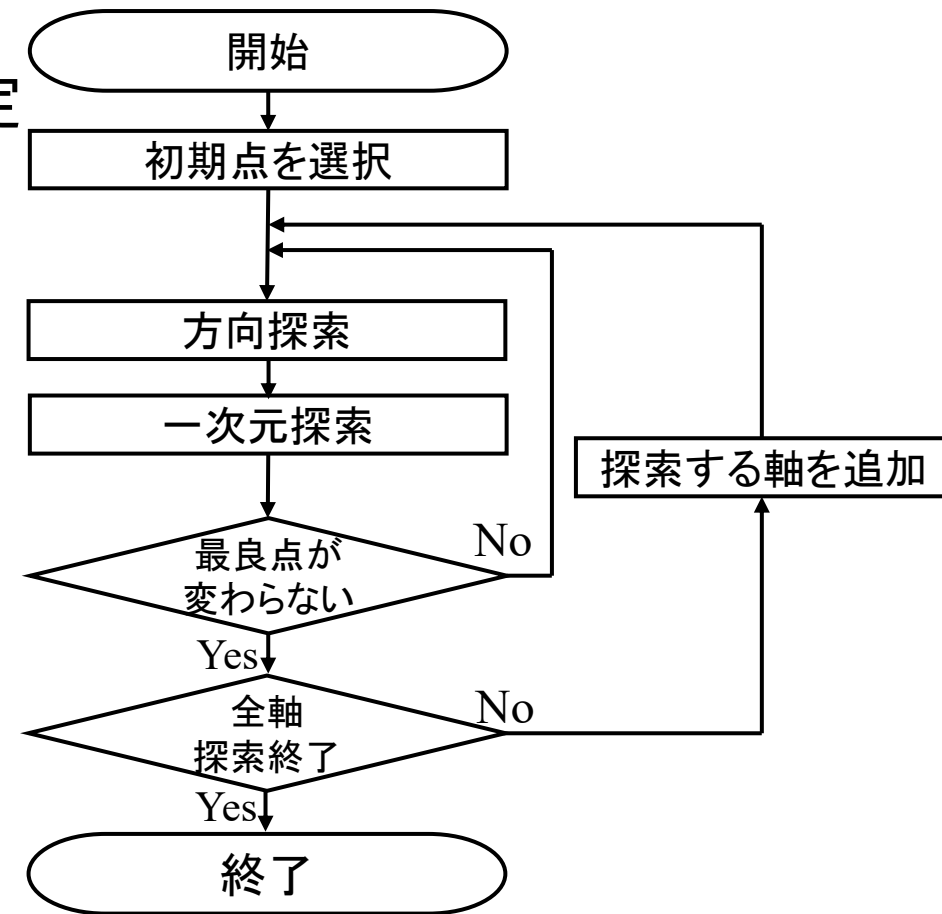 開始
初期点を選択
方向探索
一次元探索
探索する軸を追加
最良点が
変わらない
No
Yes
全軸
探索終了
No
Yes
終了